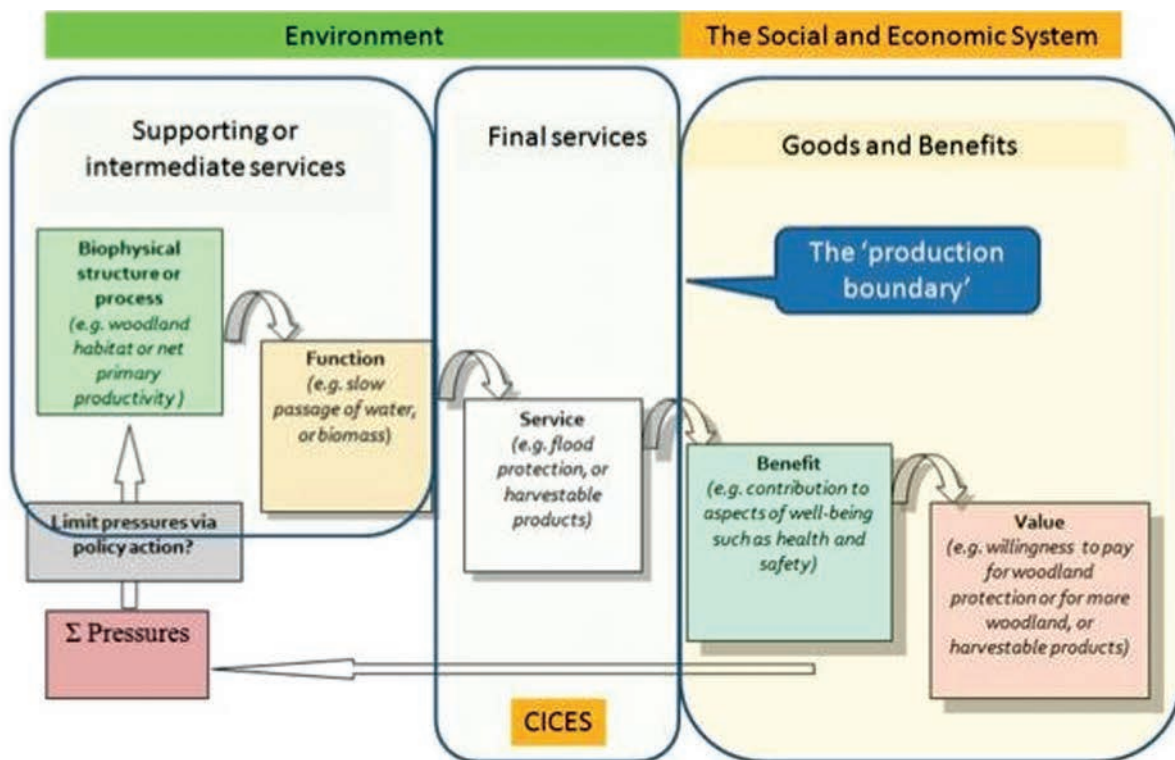 Environment
The Social and Economic System
Supporting or
intermediate services
Final services
Goods and Benefits
Biophysical
structure or
process
(e.g. woodland
habitat or net
primary
productivity )
The ‘production
boundary’
Function
(e.g. slow
passage of water,
or biomass)
Service
(e.g. flood
protection, or
harvestable
products)
Benefit
(e.g. contribution to
aspects of well-being
such as health and
safety)
Value
(e.g. willingness to pay
for woodland
protection or for more
woodland, or
harvestable products)
Limit pressures via
policy action?
Σ Pressures
CICES